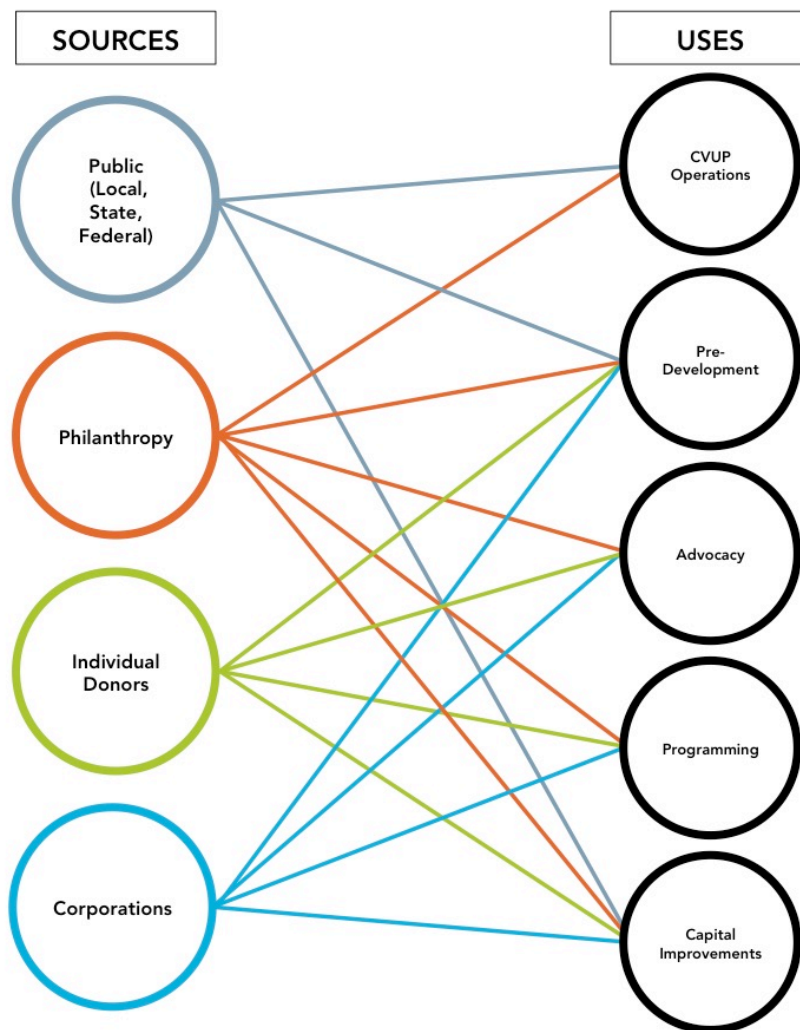 SOURCES
Public
(Local,
State,
Federal)
Philanthropy
Individual
Donors
Corporations
USES
CVUP
Operations
Pre-
Development
Advocacy
Programming
Capital
Improvements